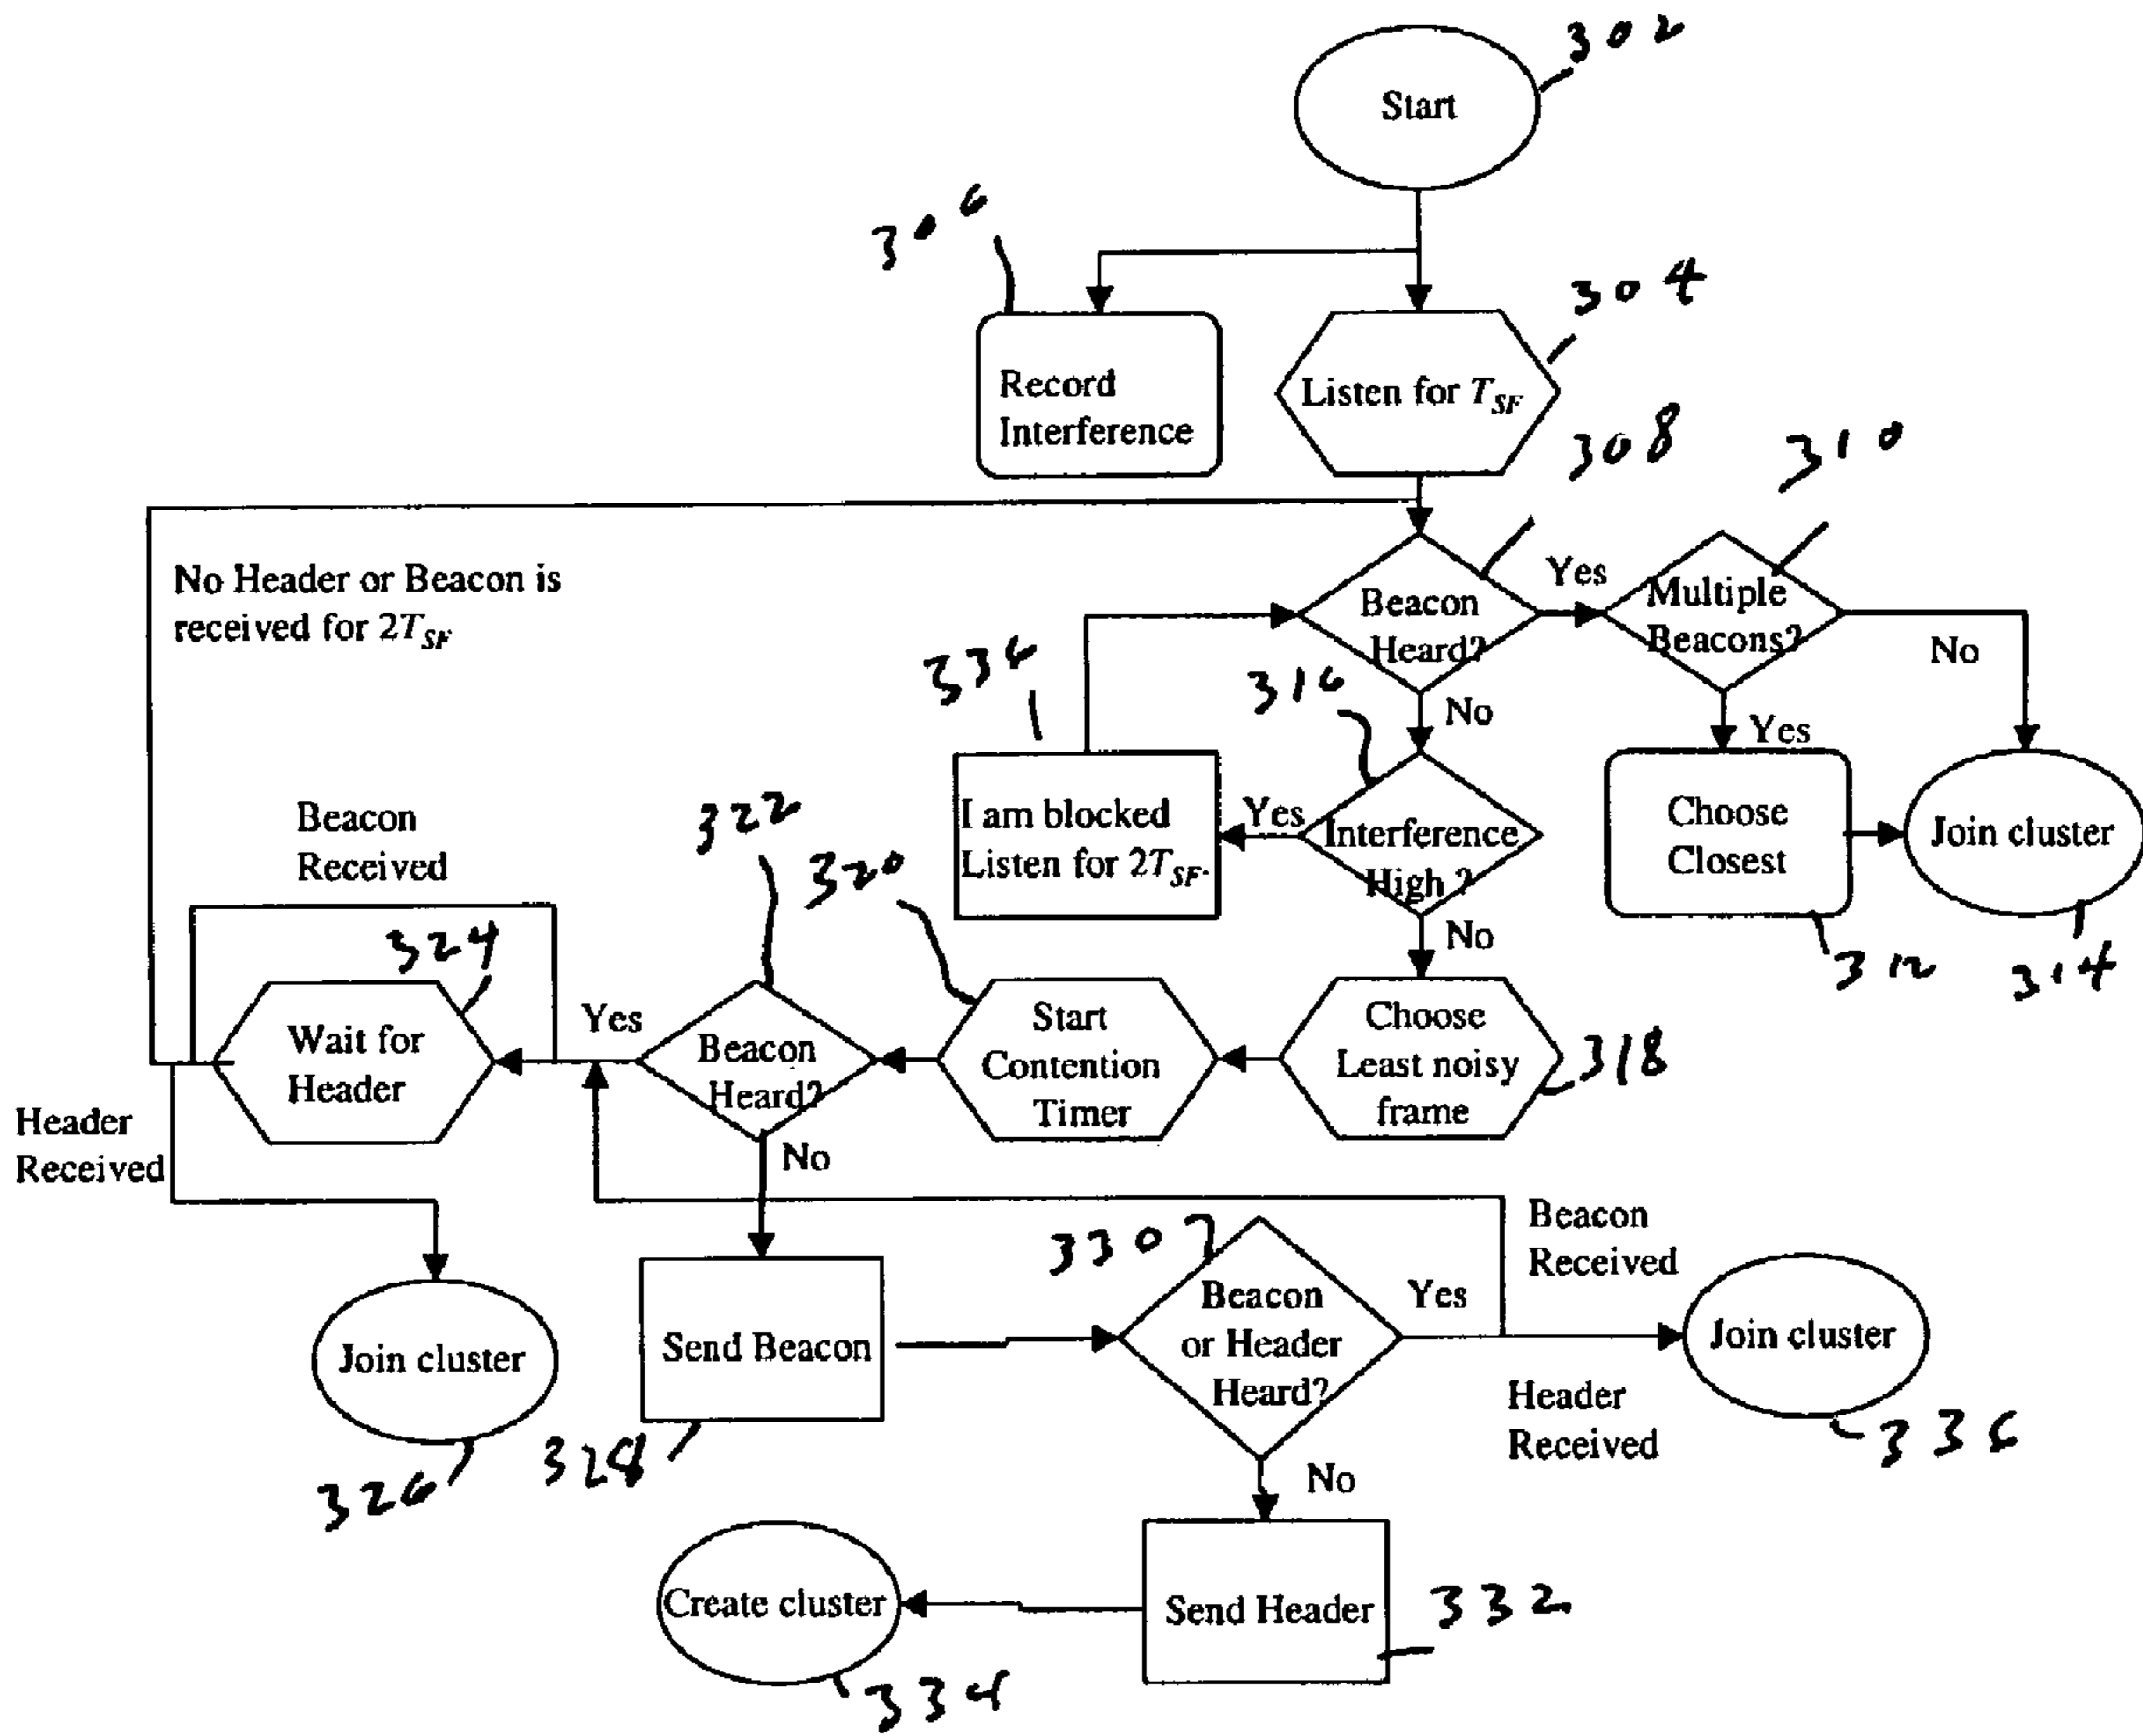 302
Start
306
304
Record
Interference
Listen for TSF
308
310
No Header or Beacon is
received for 2TSF
Beacon
Heard?
Yes
Multiple
Beacons?
No
336
316
No
Yes
I am blocked
Listen for 2TSF.
Yes
Interference
High ?
Choose
Closest
Join cluster
Beacon
Received
322
320
324
No
312
314
Wait for
Header
Yes
Beacon
Heard?
Start
Contention
Timer
Choose
Least noisy
frame
318
Header
Received
No
Beacon
Received
330
Join cluster
Send Beacon
Beacon
or Header
Heard?
Yes
Join cluster
Header
Received
336
326
No
Create cluster
Send Header
332
334